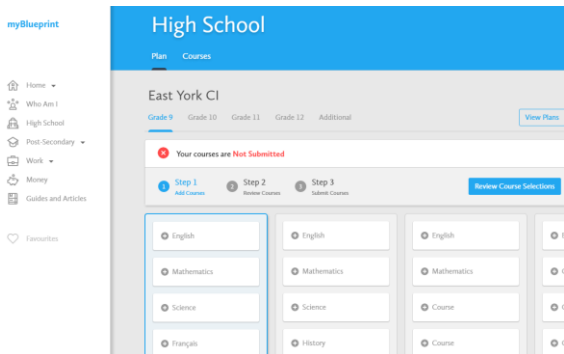 myBlueprint
High School
Plan Courses
Home
Who Am I
High School
Post-Secondary
Work
Money
Guides and Articles
Favourites
East York CI
Grade 9 Grade 10 Grade 11 Grade 12 Additional
View Plans
Your courses are Not Submitted
1 Step 1 2 Step 2 3 Step 3
Add Courses Review Courses Submit Courses
Review Course Selections
English English English
Mathematics Mathematics Mathematics
Science Science Course
Français History Course